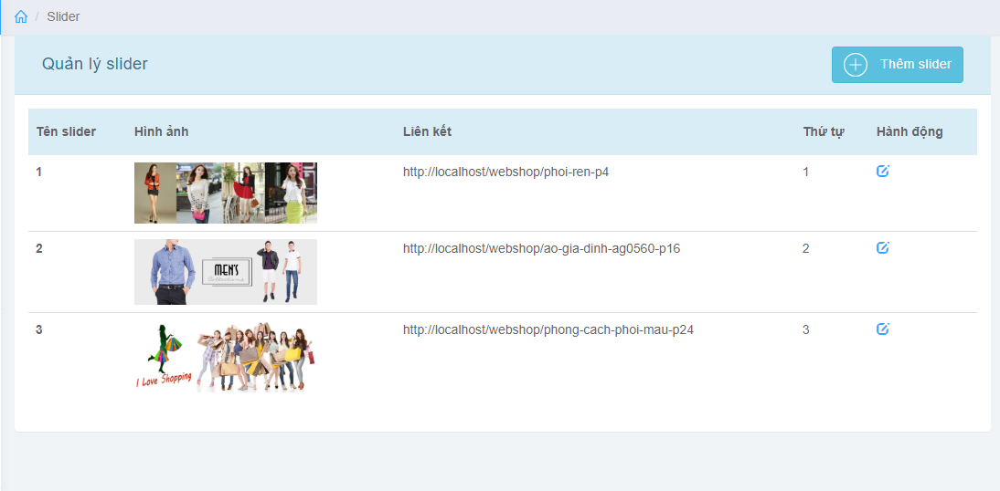 / Slider
Quản lý slider
Thêm slider
Tên slider Hình ảnh Liên kết Thứ tự Hành động
1 http://localhost/webshop/phoi-ren-p4 1
2 MEN'S Collections http://localhost/webshop/ao-gia-dinh-ag0560-p16 2
3 http://localhost/webshop/phong-cach-phoi-mau-p24 3
I Love Shopping